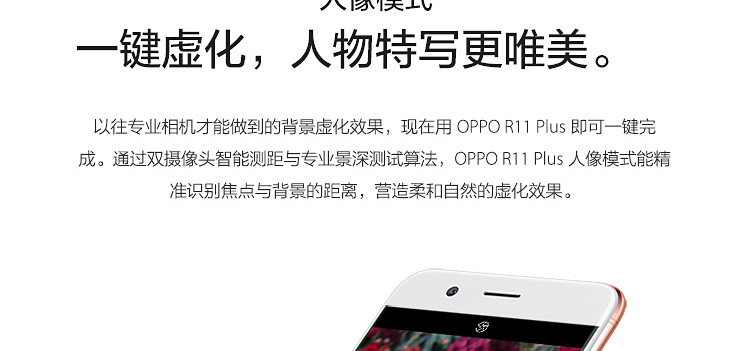 人像模式
一键虚化，人物特写更唯美。
以往专业相机才能做到的背景虚化效果，现在用 OPPO R11 Plus 即可一键完
成。通过双摄像头智能测距与专业景深测试算法，OPPO R11 Plus 人像模式能精
准识别焦点与背景的距离，营造柔和自然的虚化效果。